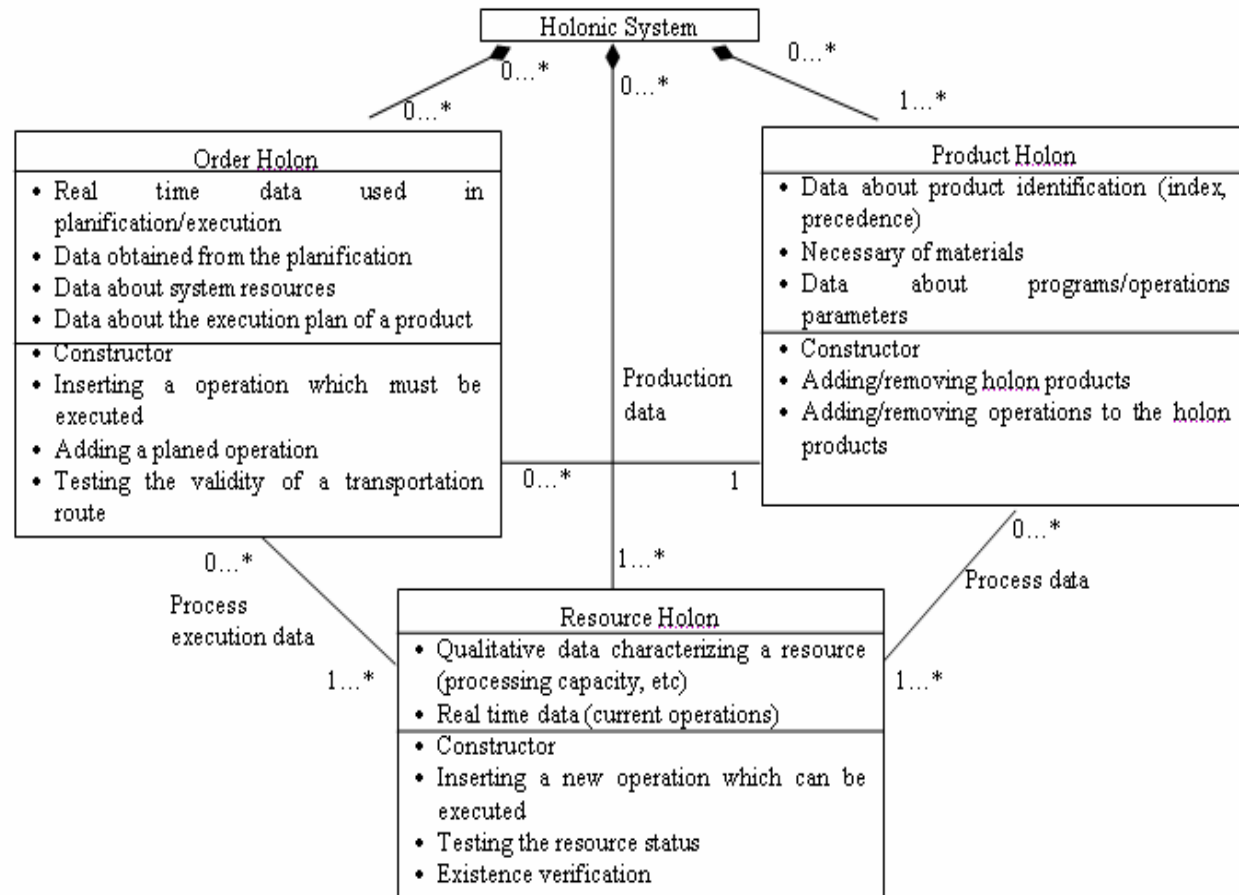 Holonic System
0...*
0...*
0...*
0...*
0...*
1...*
Order Holon
• Real time data used in
planification/execution
• Data obtained from the planification
• Data about system resources
• Data about the execution plan of a product
• Constructor
• Inserting a operation which must be
executed
• Adding a planed operation
• Testing the validity of a transportation
route
Product Holon
• Data about product identification (index,
precedence)
• Necessary of materials
• Data about programs/operations
parameters
• Constructor
• Adding/removing holon products
• Adding/removing operations to the holon
products
Production
data
0...*
1
0...*
Process
execution data
1...*
1...*
0...*
Process data
1...*
Resource Holon
• Qualitative data characterizing a resource
(processing capacity, etc)
• Real time data (current operations)
• Constructor
• Inserting a new operation which can be
executed
• Testing the resource status
• Existence verification